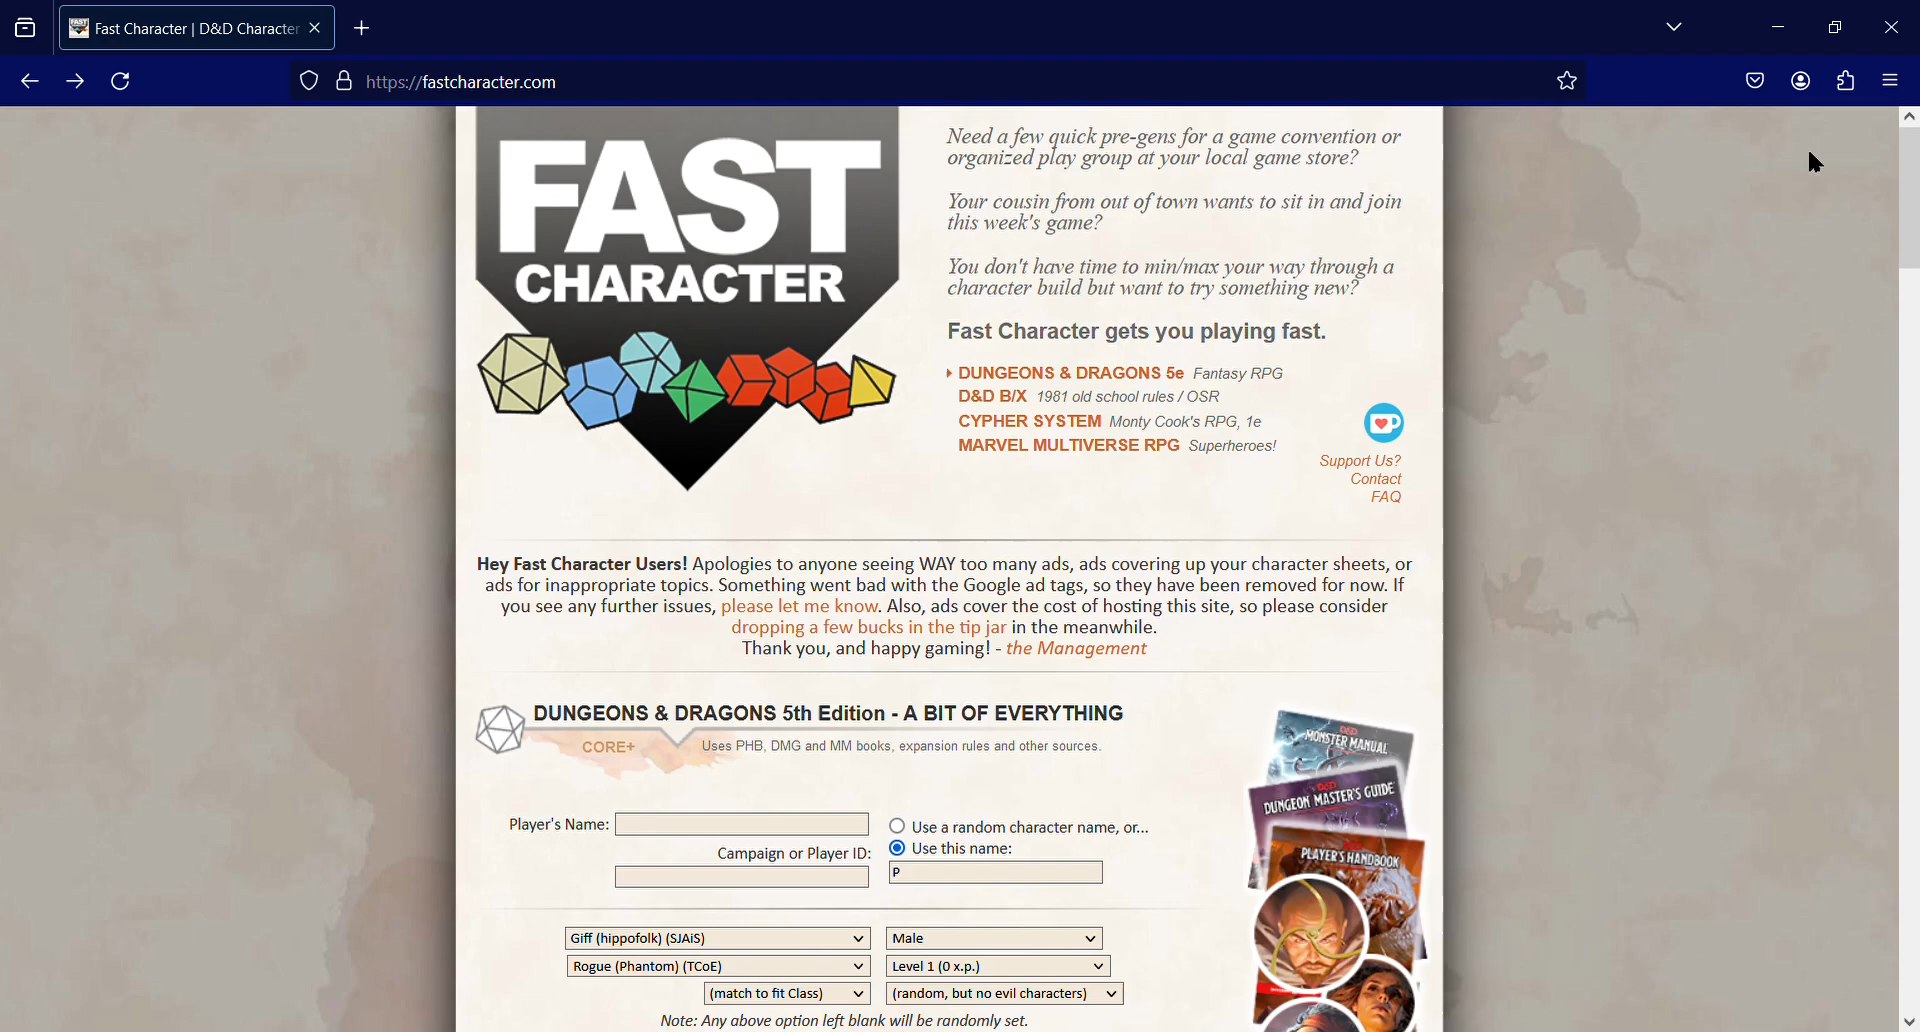 Fast Character | D&D Character
https://fastcharacter.com
FAST
CHARACTER
Need a few quick pre-gens for a game convention or
organized play group at your local game store?
Your cousin from out of town wants to sit in and join
this week's game?
You don't have time to min/max your way through a
character build but want to try something new?
Fast Character gets you playing fast.
DUNGEONS & DRAGONS 5e Fantasy RPG
D&D B/X 1981 old school rules / OSR
CYPHER SYSTEM Monty Cook's RPG, 1e
MARVEL MULTIVERSE RPG Superheroes!
Support Us?
Contact
FAQ
Hey Fast Character Users! Apologies to anyone seeing WAY too many ads, ads covering up your character sheets, or
ads for inappropriate topics. Something went bad with the Google ad tags, so they have been removed for now. If
you see any further issues, please let me know. Also, ads cover the cost of hosting this site, so please consider
dropping a few bucks in the tip jar in the meanwhile.
Thank you, and happy gaming! - the Management
DUNGEONS & DRAGONS 5th Edition - A BIT OF EVERYTHING
CORE+ Uses PHB, DMG and MM books, expansion rules and other sources.
D&D
MONSTER MANUAL
D&D
DUNGEON MASTER'S GUIDE
PLAYER'S HANDBOOK
Player's Name:
Use a random character name, or...
Use this name:
Campaign or Player ID:
P
Giff (hippofolk) (SJAiS) Male
Rogue (Phantom) (TCoE) Level 1 (0 x.p.)
(match to fit Class) (random, but no evil characters)
Note: Any above option left blank will be randomly set.